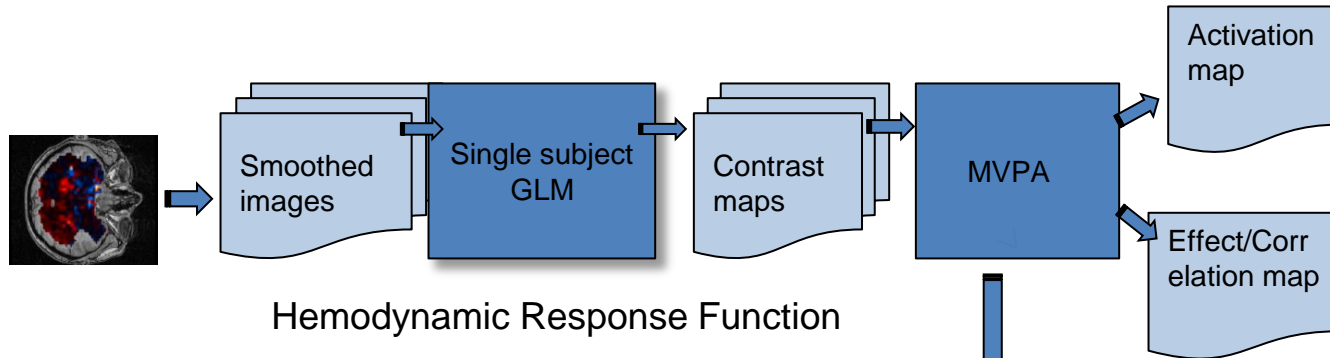 Smoothed
images
Single subject
GLM
Contrast
maps
MVPA
Activation
map
Effect/Corr
elation map
Hemodynamic Response Function